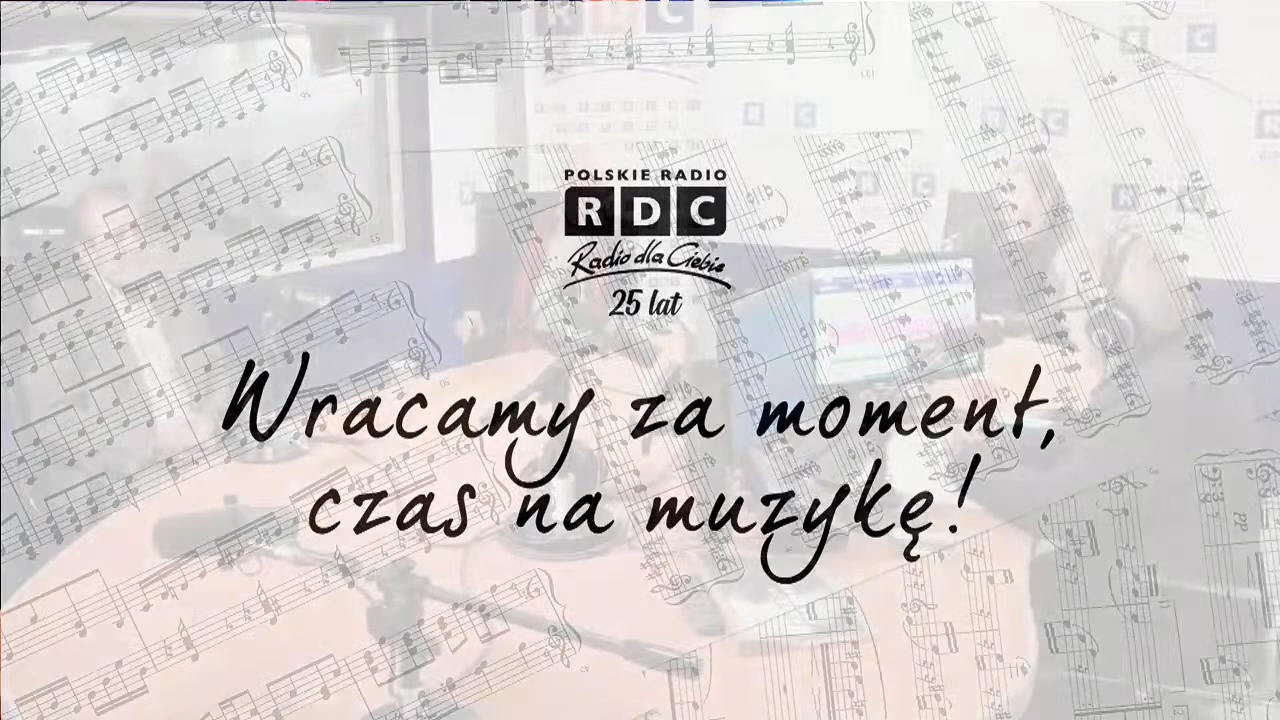 POLSKIE RADIO
RDC
Radio dla Ciebie
25 lat
Wracamy za moment,
czas na muzykę!